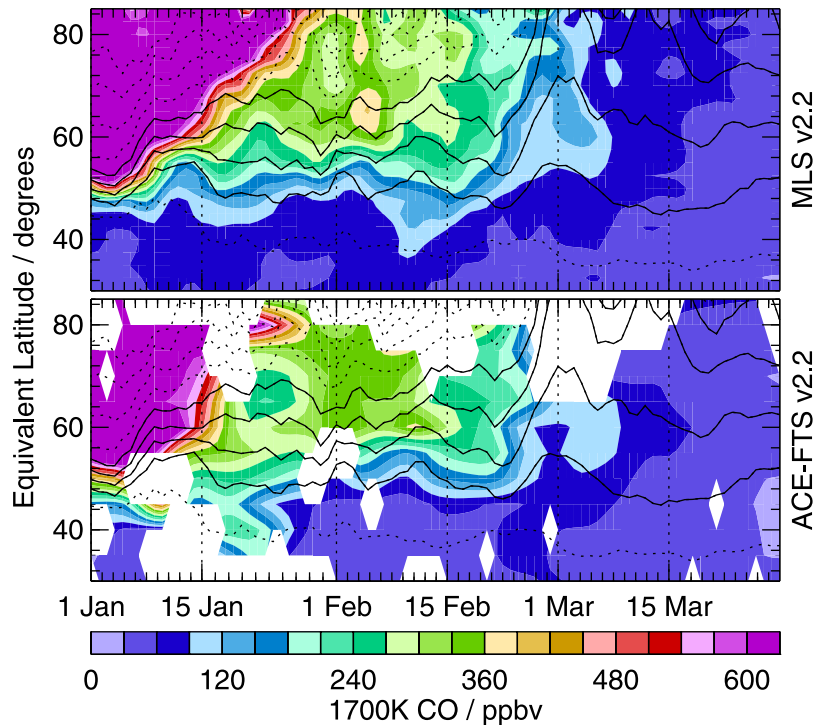 80
60
40
MLS v2.2
Equivalent Latitude / degrees
80
60
40
ACE-FTS v2.2
1 Jan 15 Jan 1 Feb 15 Feb 1 Mar 15 Mar
0 120 240 360 480 600
1700K CO / ppbv